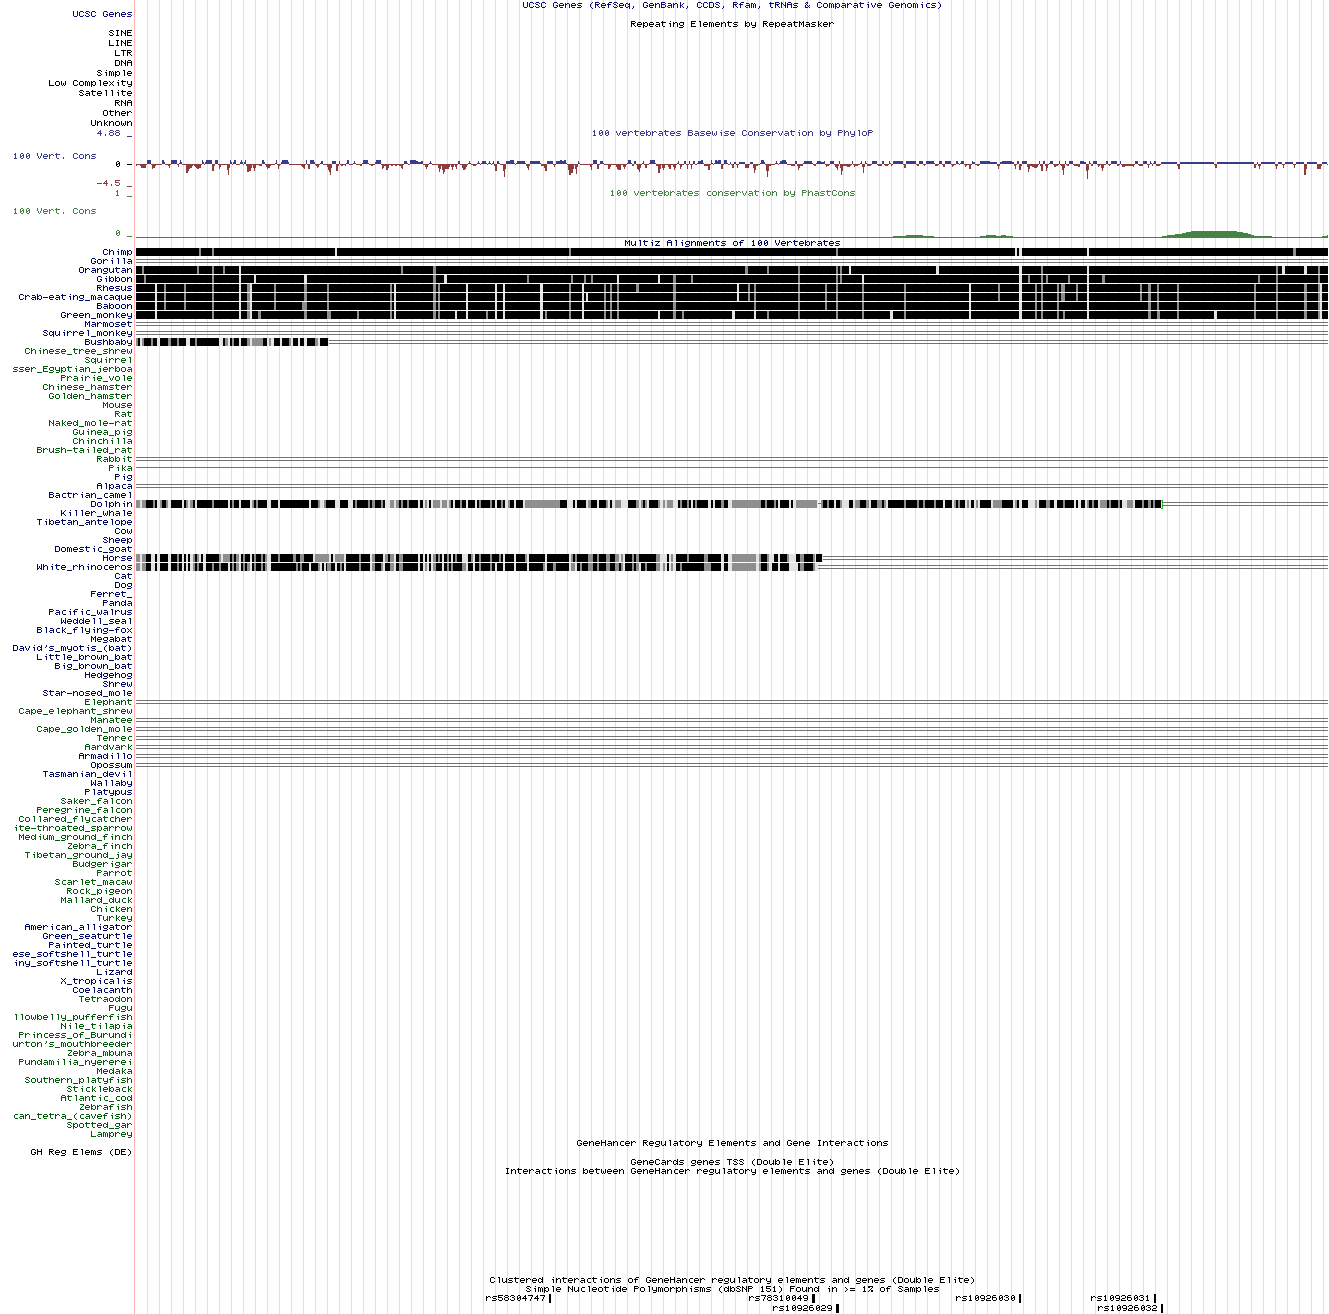 UCSC Genes (RefSeq, GenBank, CCDS, Rfam, tRNAs & Comparative Genomics)
UCSC Genes
Repeating Elements by RepeatMasker
SINE
LINE
LTR
DNA
Simple
Low Complexity
Satellite
RNA
Other
Unknown
4.88 _
100 vertebrates Basewise Conservation by PhyloP
100 Vert. Cons
0 _
-4.5 _
1 _
100 vertebrates conservation by PhastCons
100 Vert. Cons
0 _
Multiz Alignments of 100 Vertebrates
Chimp
Gorilla
Orangutan
Gibbon
Rhesus
Crab-eating_macaque
Baboon
Green_monkey
Marmoset
Squirrel_monkey
Bushbaby
Chinese_tree_shrew
Squirrel
sser_Egyptian_jerboa
Prairie_vole
Chinese_hamster
Golden_hamster
Mouse
Rat
Naked_mole-rat
Guinea_pig
Chinchilla
Brush-tailed_rat
Rabbit
Pika
Pig
Alpaca
Bactrian_camel
Dolphin
Killer_whale
Tibetan_antelope
Cow
Sheep
Domestic_goat
Horse
White_rhinoceros
Cat
Dog
Ferret_
Panda
Pacific_walrus
Weddell_seal
Black_flying-fox
Megabat
David's_myotis_(bat)
Little_brown_bat
Big_brown_bat
Hedgehog
Shrew
Star-nosed_mole
Elephant
Cape_elephant_shrew
Manatee
Cape_golden_mole
Tenrec
Aardvark
Armadillo
Opossum
Tasmanian_devil
Wallaby
Platypus
Saker_falcon
Peregrine_falcon
Collared_flycatcher
ite-throated_sparrow
Medium_ground_finch
Zebra_finch
Tibetan_ground_jay
Budgerigar
Parrot
Scarlet_macaw
Rock_pigeon
Mallard_duck
Chicken
Turkey
American_alligator
Green_seaturtle
Painted_turtle
ese_softshell_turtle
iny_softshell_turtle
Lizard
X_tropicalis
Coelacanth
Tetraodon
Fugu
llowbelly_pufferfish
Nile_tilapia
Princess_of_Burundi
urton's_mouthbreeder
Zebra_mbuna
Pundamilia_nyererei
Medaka
Southern_platyfish
Stickleback
Atlantic_cod
Zebrafish
can_tetra_(cavefish)
Spotted_gar
Lamprey
GeneHancer Regulatory Elements and Gene Interactions
GH Reg Elems (DE)
GeneCards genes TSS (Double Elite)
Interactions between GeneHancer regulatory elements and genes (Double Elite)
Clustered interactions of GeneHancer regulatory elements and genes (Double Elite)
Simple Nucleotide Polymorphisms (dbSNP 151) Found in >= 1% of Samples
rs58304747 rs78310049 rs10926030 rs10926031
rs10926029 rs10926032